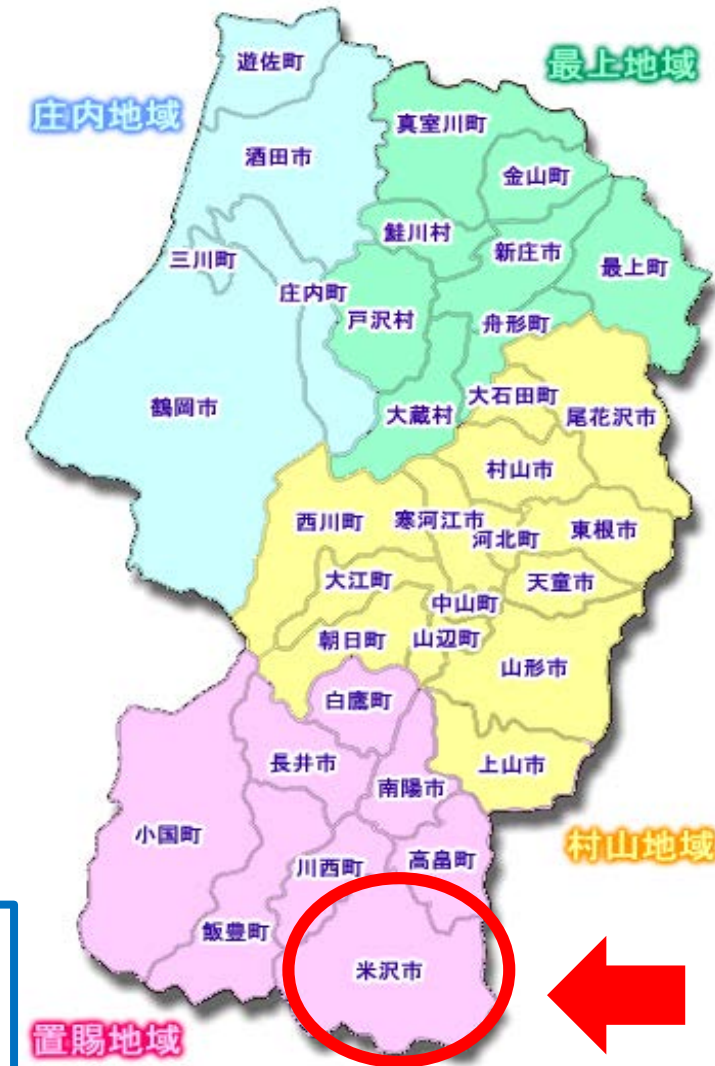 遊佐町
最上地域
庄内地域
真室川町
酒田市
金山町
鮭川村
新庄市
三川町
最上町
庄内町
戸沢村
舟形町
大石田町
鶴岡市
大蔵村
尾花沢市
村山市
西川町
寒河江市
東根市
河北町
大江町
天童市
中山町
朝日町
山辺町
山形市
白鷹町
長井市
上山市
南陽市
小国町
村山地域
川西町
高畠町
飯豊町
米沢市
置賜地域